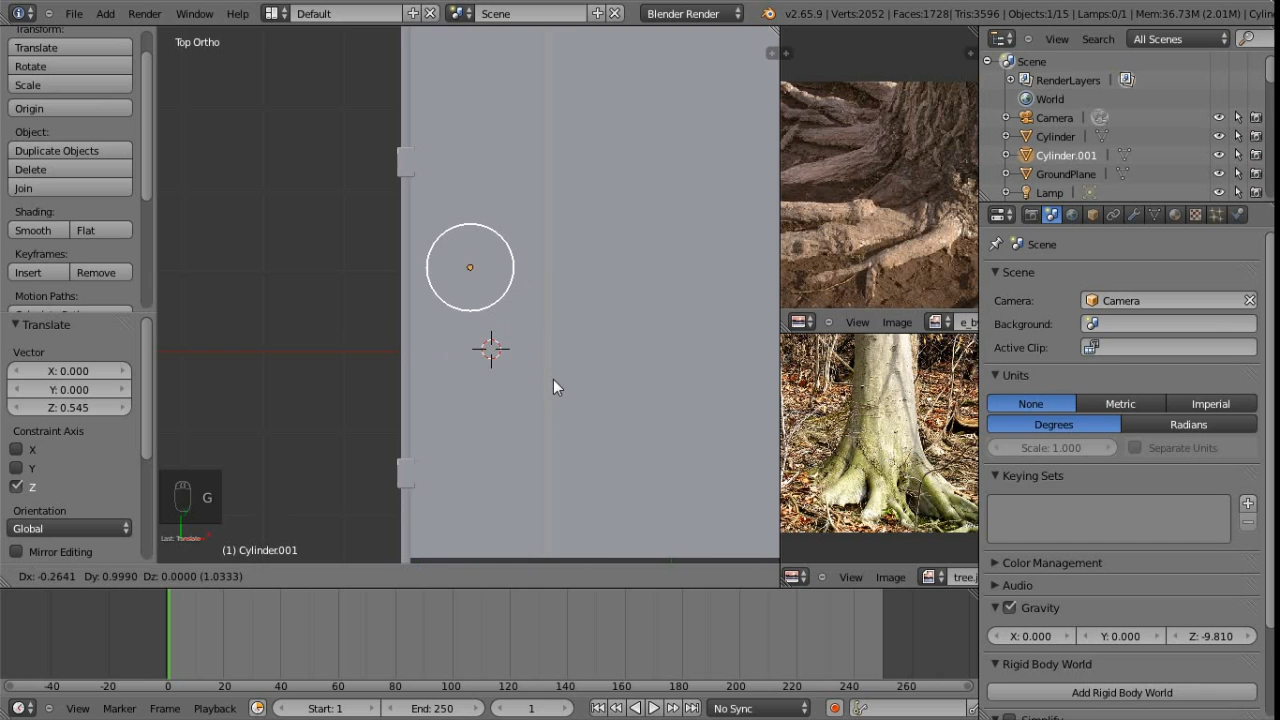 File Add Render Window Help Default Scene Blender Render v2.65.9 | Verts:2052 | Faces:1728| Tris:3596 | Objects:1/15 | Lamps:0/1 | Mem:36.73M (2.01M) | Cylin
Transform:
Translate
Rotate
Scale
Origin
Object:
Duplicate Objects
Delete
Join
Shading:
Smooth Flat
Keyframes:
Insert Remove
Motion Paths:
Translate
Vector
X: 0.000
Y: 0.000
Z: 0.545
Constraint Axis
X
Y
Z
Orientation
Global
Mirror Editing
Top Ortho
G
Last: Translate
(1) Cylinder.001
Dx: -0.2641 Dy: 0.9990 Dz: 0.0000 (1.0333)
View Image e_b
View Image tree.j
View Search All Scenes
Scene
RenderLayers
World
Camera
Cylinder
Cylinder.001
GroundPlane
Lamp
Scene
Scene
Camera: Camera
Background:
Active Clip:
Units
None Metric Imperial
Degrees Radians
Scale: 1.000 Separate Units
Keying Sets
Color Management
Audio
Gravity
X: 0.000 Y: 0.000 Z: -9.810
Rigid Body World
Add Rigid Body World
Simplify
-40 -20 0 20 40 60 80 100 120 140 160 180 200 220 240 260
View Marker Frame Playback Start: 1 End: 250 1 No Sync